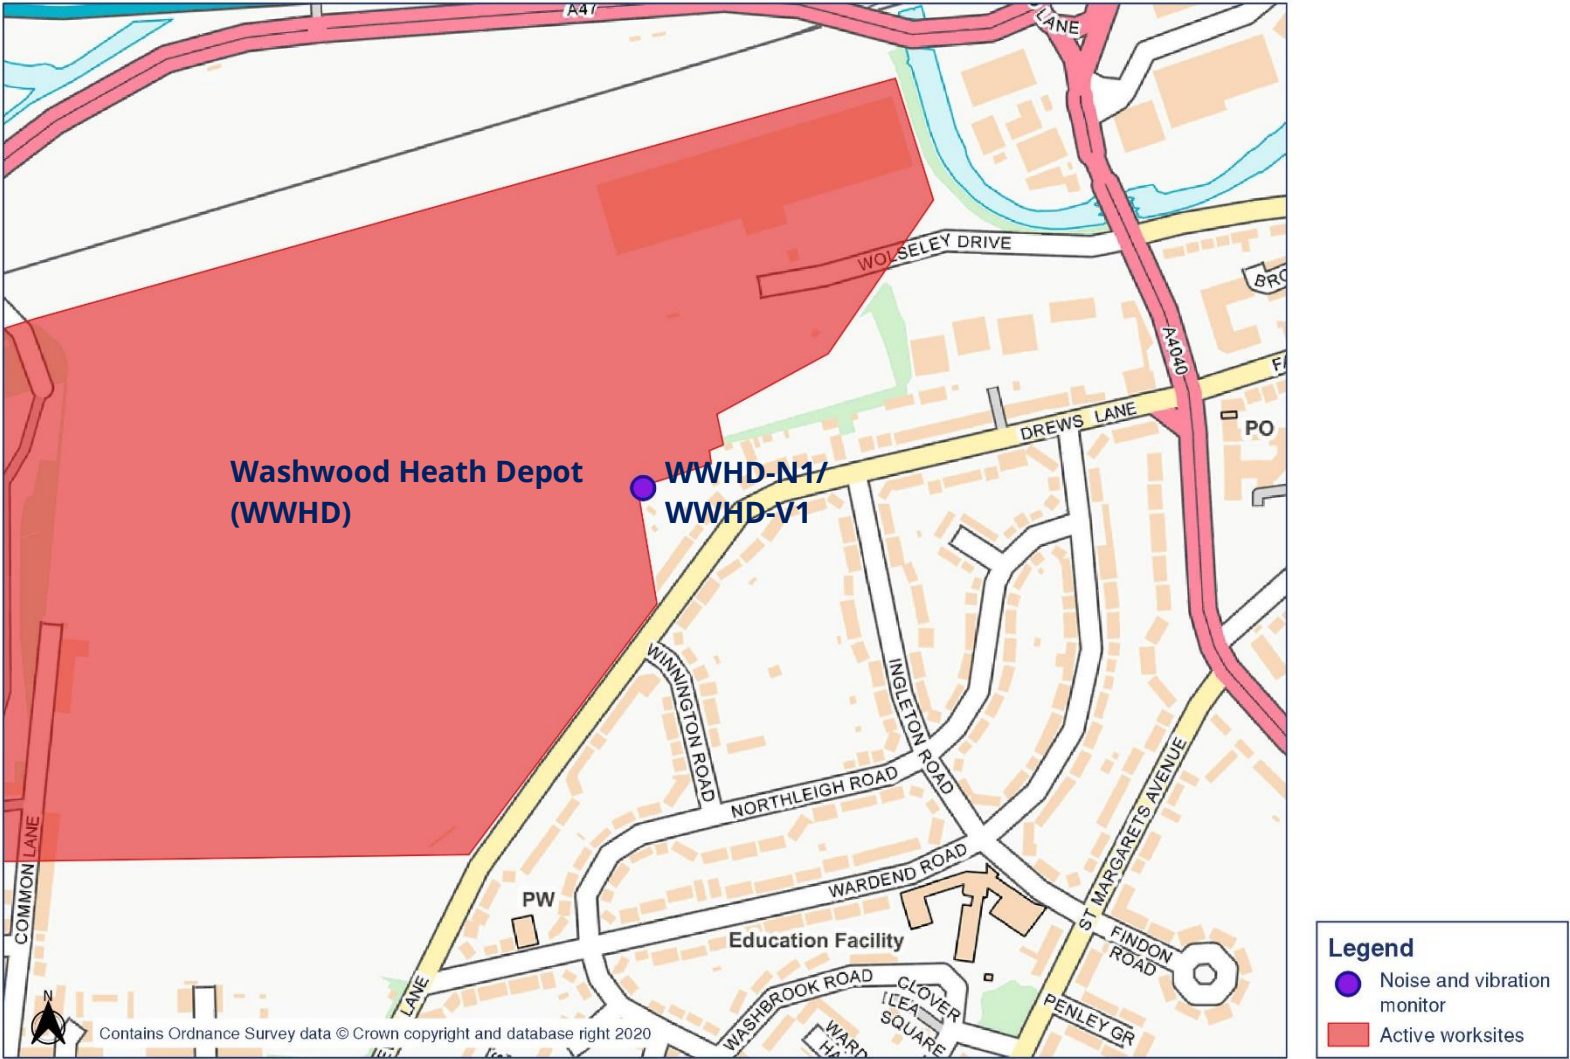 A47
LANE
WOLSELEY DRIVE
A4040
DREWS LANE
PO
Washwood Heath Depot
(WWHD)
WWHD-N1/
WWHD-V1
WINNINGTON ROAD
INGLETON ROAD
NORTHLEIGH ROAD
WARDEND ROAD
ST MARGARETS AVENUE
COMMON LANE
PW
Education Facility
FINDON
ROAD
WASHBROOK ROAD
CLOVER
LEA
SQUARE
PENLEY GR
LANE
N
Contains Ordnance Survey data © Crown copyright and database right 2020
Legend
Noise and vibration
monitor
Active worksites